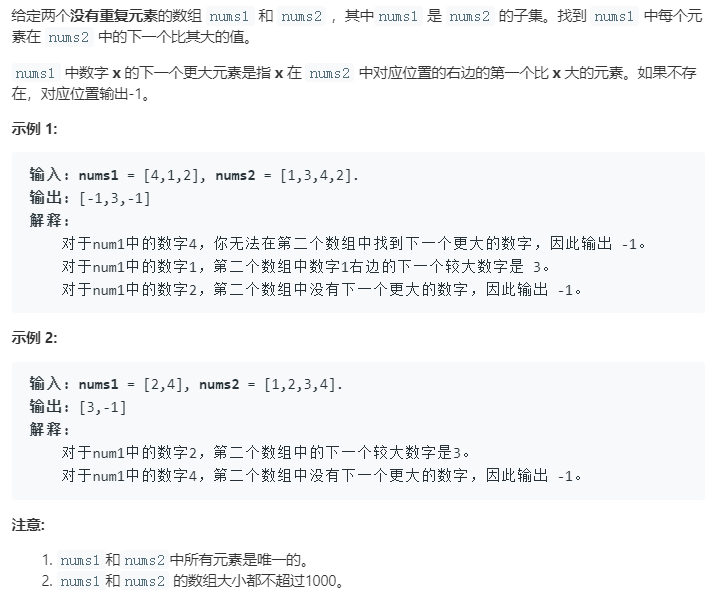 给定两个没有重复元素的数组 nums1 和 nums2 ，其中nums1 是 nums2 的子集。找到 nums1 中每个元
素在 nums2 中的下一个比其大的值。
nums1 中数字 x 的下一个更大元素是指 x 在 nums2 中对应位置的右边的第一个比 x 大的元素。如果不存
在，对应位置输出-1。
示例 1:
输入: nums1 = [4,1,2], nums2 = [1,3,4,2].
输出: [-1,3,-1]
解释:
对于num1中的数字4，你无法在第二个数组中找到下一个更大的数字，因此输出 -1。
对于num1中的数字1，第二个数组中数字1右边的下一个较大数字是 3。
对于num1中的数字2，第二个数组中没有下一个更大的数字，因此输出 -1。
示例 2:
输入: nums1 = [2,4], nums2 = [1,2,3,4].
输出: [3,-1]
解释:
对于num1中的数字2，第二个数组中的下一个较大数字是3。
对于num1中的数字4，第二个数组中没有下一个更大的数字，因此输出 -1。
注意:
1. nums1 和nums2 中所有元素是唯一的。
2. nums1 和nums2 的数组大小都不超过1000。